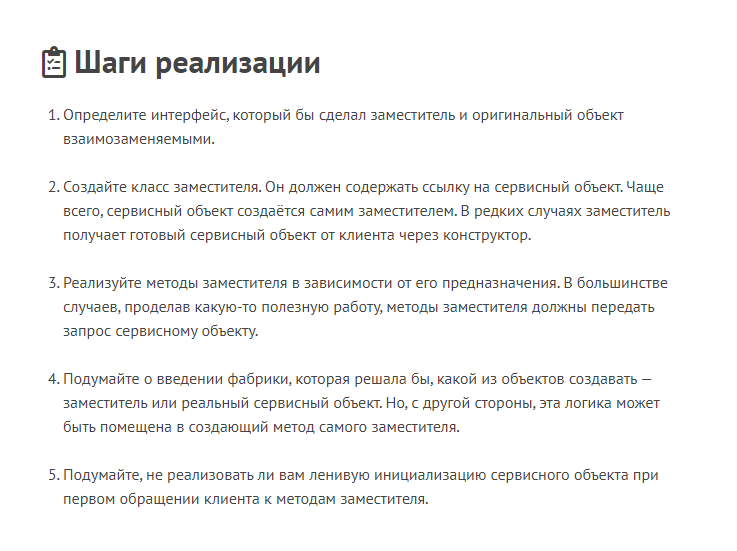 Шаги реализации
1. Определите интерфейс, который бы сделал заместитель и оригинальный объект
взаимозаменяемыми.
2. Создайте класс заместителя. Он должен содержать ссылку на сервисный объект. Чаще
всего, сервисный объект создаётся самим заместителем. В редких случаях заместитель
получает готовый сервисный объект от клиента через конструктор.
3. Реализуйте методы заместителя в зависимости от его предназначения. В большинстве
случаев, проделав какую-то полезную работу, методы заместителя должны передать
запрос сервисному объекту.
4. Подумайте о введении фабрики, которая решала бы, какой из объектов создавать —
заместитель или реальный сервисный объект. Но, с другой стороны, эта логика может
быть помещена в создающий метод самого заместителя.
5. Подумайте, не реализовать ли вам ленивую инициализацию сервисного объекта при
первом обращении клиента к методам заместителя.